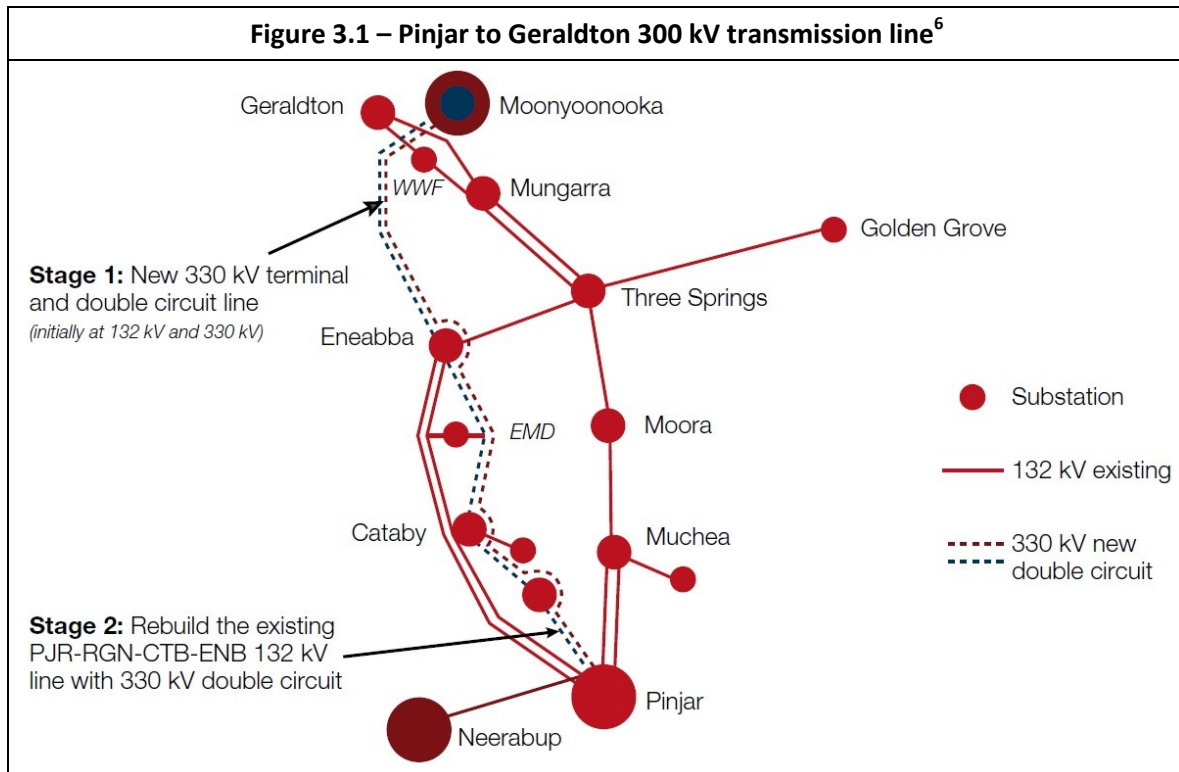 Figure 3.1 – Pinjar to Geraldton 300 kV transmission line6
Geraldton
Moonyoonooka
WWF
Mungarra
Golden Grove
Stage 1: New 330 kV terminal
and double circuit line
(initially at 132 kV and 330 kV)
Three Springs
Eneabba
Substation
EMD
Moora
132 kV existing
Cataby
Muchea
330 kV new
double circuit
Stage 2: Rebuild the existing
PJR-RGN-CTB-ENB 132 kV
line with 330 kV double circuit
Pinjar
Neerabup